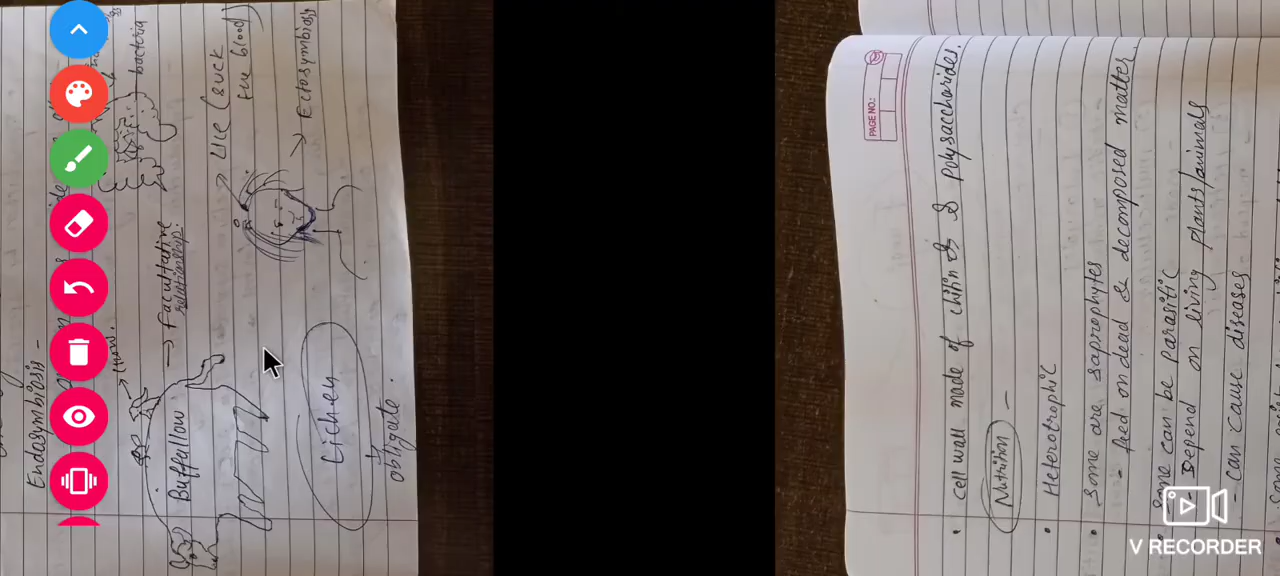 Endasymbiosis -
bacteria
→ Facultative
relationship.
Buffellow
→ Lice (suck
the blood)
→ Ectosymbiosis
Lichen
obligate.
PAGE NO.:
• cell wall made of chitin & polysaccharides.
Nutrition -
• Heterotrophic
• Some are saprophytes
- feed on dead & decomposed matter
• Some can be parasitic
- Depend on living plants/animals
- can cause diseases
V RECORDER